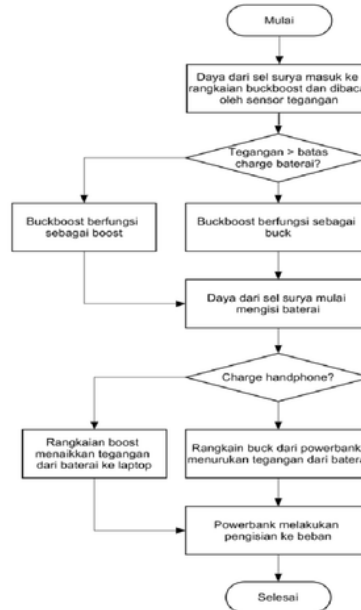 Mulai
Daya dari sel surya masuk ke
rangkaian buckboost dan dibaca
oleh sensor tegangan
Tegangan > batas
charge baterai?
Buckboost berfungsi
sebagai boost
Buckboost berfungsi sebagai
buck
Daya dari sel surya mulai
mengisi baterai
Charge handphone?
Rangkaian boost
menaikkan tegangan
dari baterai ke laptop
Rangkain buck dari powerbank
menurunkan tegangan dari baterai
Powerbank melakukan
pengisian ke beban
Selesai